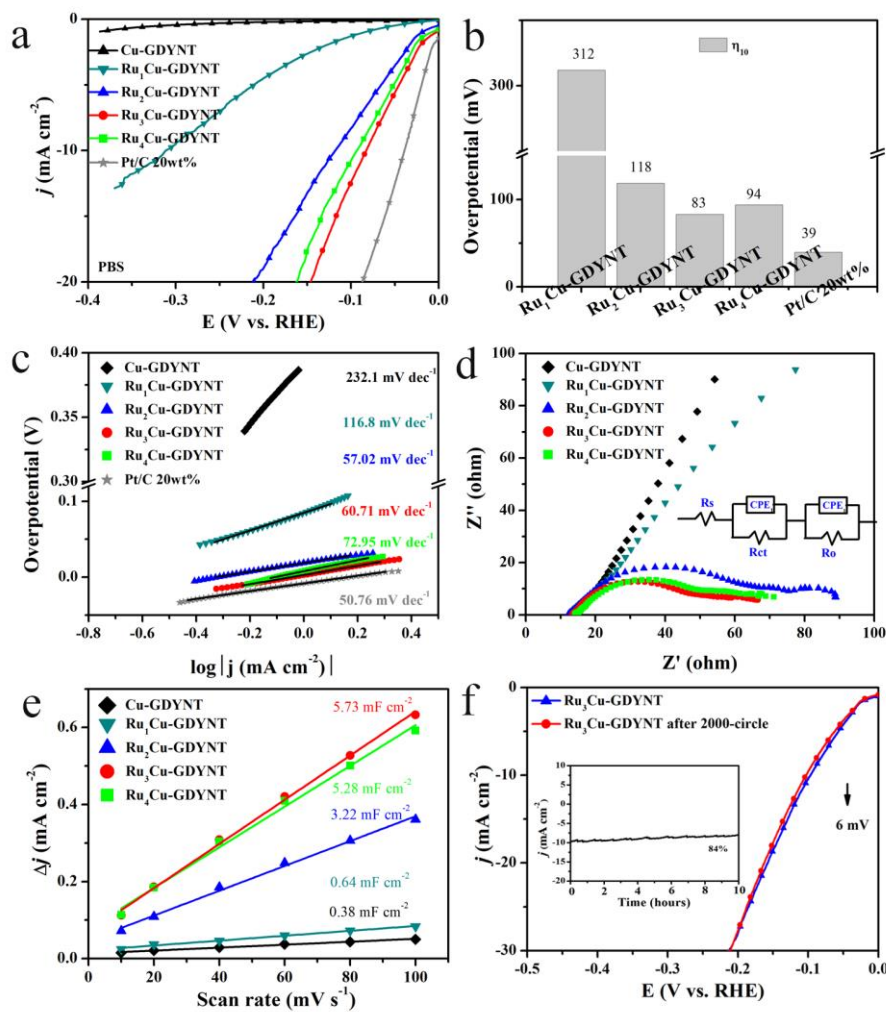 a
0
-10
-20
j (mA cm⁻²)
Cu-GDYNT
Ru₁Cu-GDYNT
Ru₂Cu-GDYNT
Ru₃Cu-GDYNT
Ru₄Cu-GDYNT
Pt/C 20wt%
PBS
-0.4 -0.3 -0.2 -0.1 0.0
E (V vs. RHE)
b
Overpotential (mV)
300
100
0
η₁₀
312
118
83
94
39
Ru₁Cu-GDYNT
Ru₂Cu-GDYNT
Ru₃Cu-GDYNT
Ru₄Cu-GDYNT
Pt/C 20wt%
c
Overpotential (V)
0.40
0.35
0.30
0.1
0.0
Cu-GDYNT
Ru₁Cu-GDYNT
Ru₂Cu-GDYNT
Ru₃Cu-GDYNT
Ru₄Cu-GDYNT
Pt/C 20wt%
232.1 mV dec⁻¹
116.8 mV dec⁻¹
57.02 mV dec⁻¹
60.71 mV dec⁻¹
72.95 mV dec⁻¹
50.76 mV dec⁻¹
-0.8 -0.4 0.0 0.4 0.8
log|j (mA cm⁻²)|
d
Z'' (ohm)
100
80
60
40
20
0
Cu-GDYNT
Ru₁Cu-GDYNT
Ru₂Cu-GDYNT
Ru₃Cu-GDYNT
Ru₄Cu-GDYNT
Rs
CPE
Rct
CPE
Ro
0 20 40 60 80 100
Z' (ohm)
e
Δj (mA cm⁻²)
0.6
0.4
0.2
0.0
Cu-GDYNT
Ru₁Cu-GDYNT
Ru₂Cu-GDYNT
Ru₃Cu-GDYNT
Ru₄Cu-GDYNT
5.73 mF cm⁻²
5.28 mF cm⁻²
3.22 mF cm⁻²
0.64 mF cm⁻²
0.38 mF cm⁻²
20 40 60 80 100
Scan rate (mV s⁻¹)
f
j (mA cm⁻²)
0
-10
-20
-30
Ru₃Cu-GDYNT
Ru₃Cu-GDYNT after 2000-circle
6 mV
j (mA cm⁻²)
5
0
-5
-10
-15
-20
84%
0 2 4 6 8 10
Time (hours)
-0.5 -0.4 -0.3 -0.2 -0.1 0.0
E (V vs. RHE)